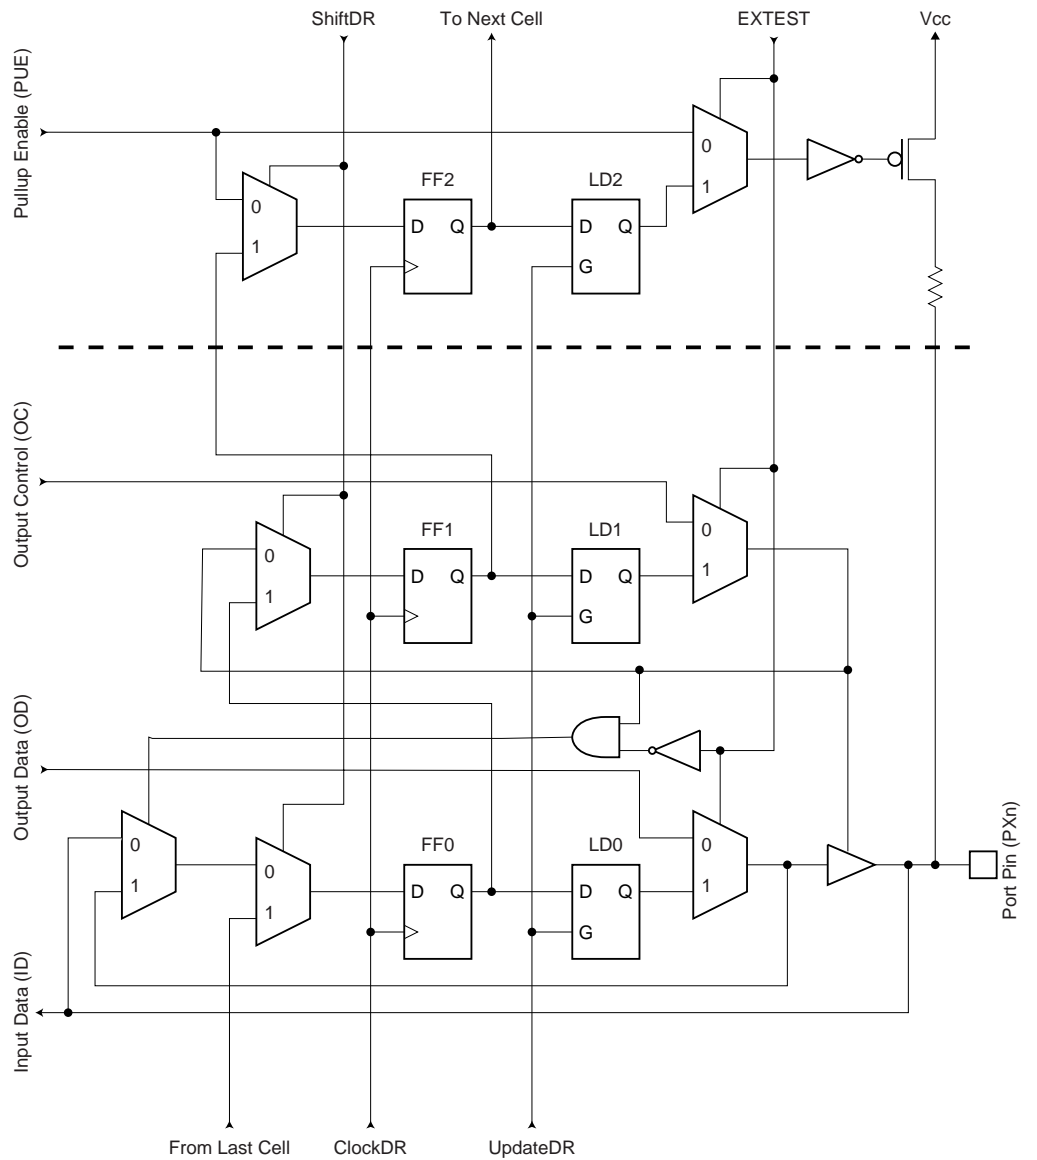 ShiftDR
To Next Cell
EXTEST
Vcc
Pullup Enable (PUE)
0
1
FF2
D Q
LD2
D Q
G
0
1
Output Control (OC)
0
1
FF1
D Q
LD1
D Q
G
0
1
Output Data (OD)
0
1
0
1
FF0
D Q
LD0
D Q
G
0
1
Port Pin (PXn)
Input Data (ID)
From Last Cell
ClockDR
UpdateDR